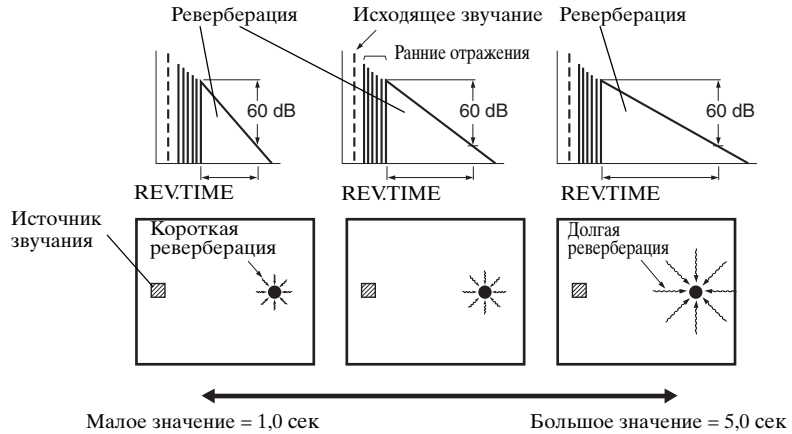 Реверберация
Исходящее звучание
Реверберация
Ранние отражения
60 dB
60 dB
60 dB
REV.TIME
REV.TIME
REV.TIME
Источник
звучания
Короткая
реверберация
Долгая
реверберация
Малое значение = 1,0 сек
Большое значение = 5,0 сек